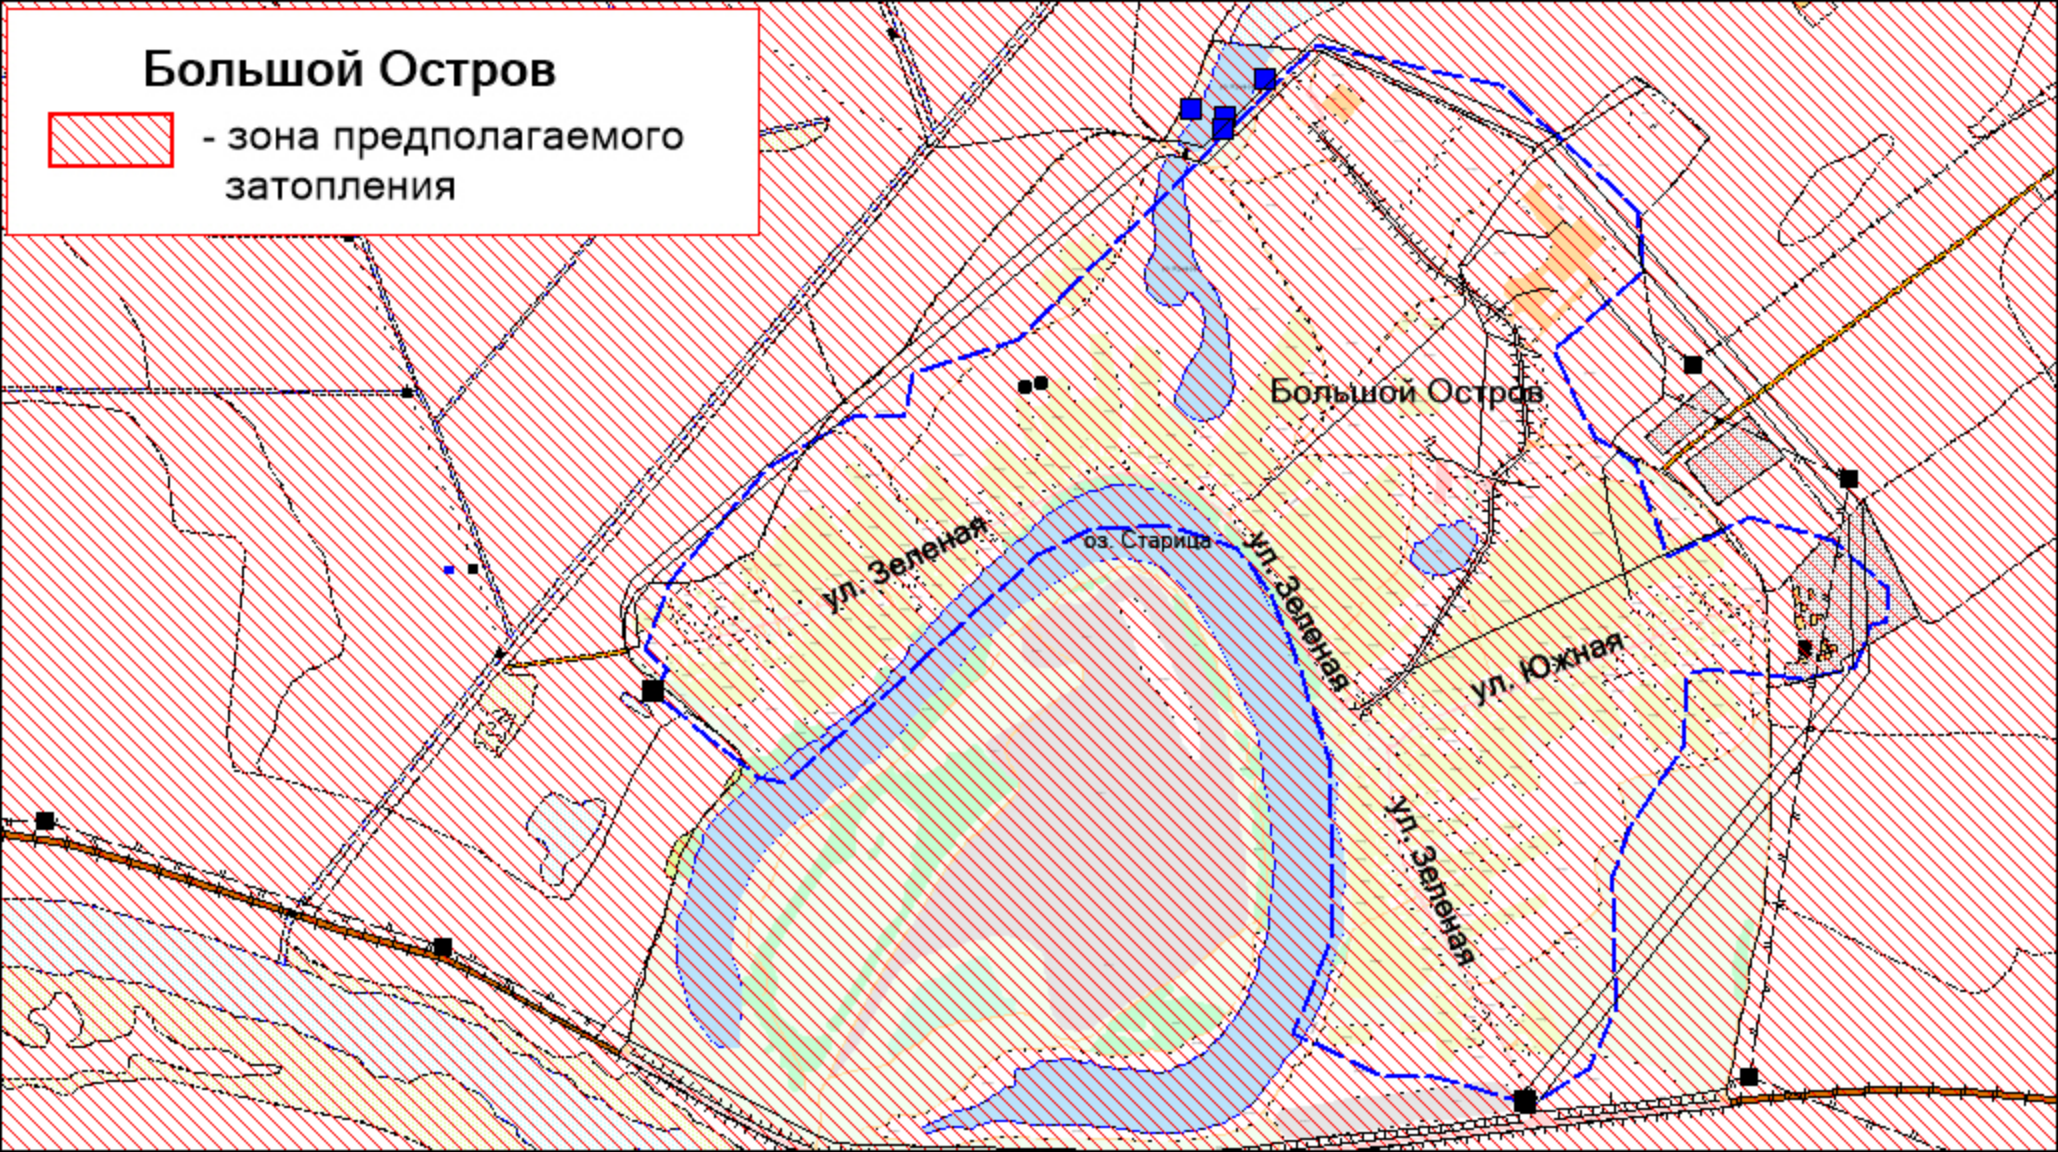 Большой Остров
- зона предполагаемого
затопления
Большой Остров
ул. Зеленая
оз. Старица
ул. Зеленая
ул. Южная
ул. Зеленая